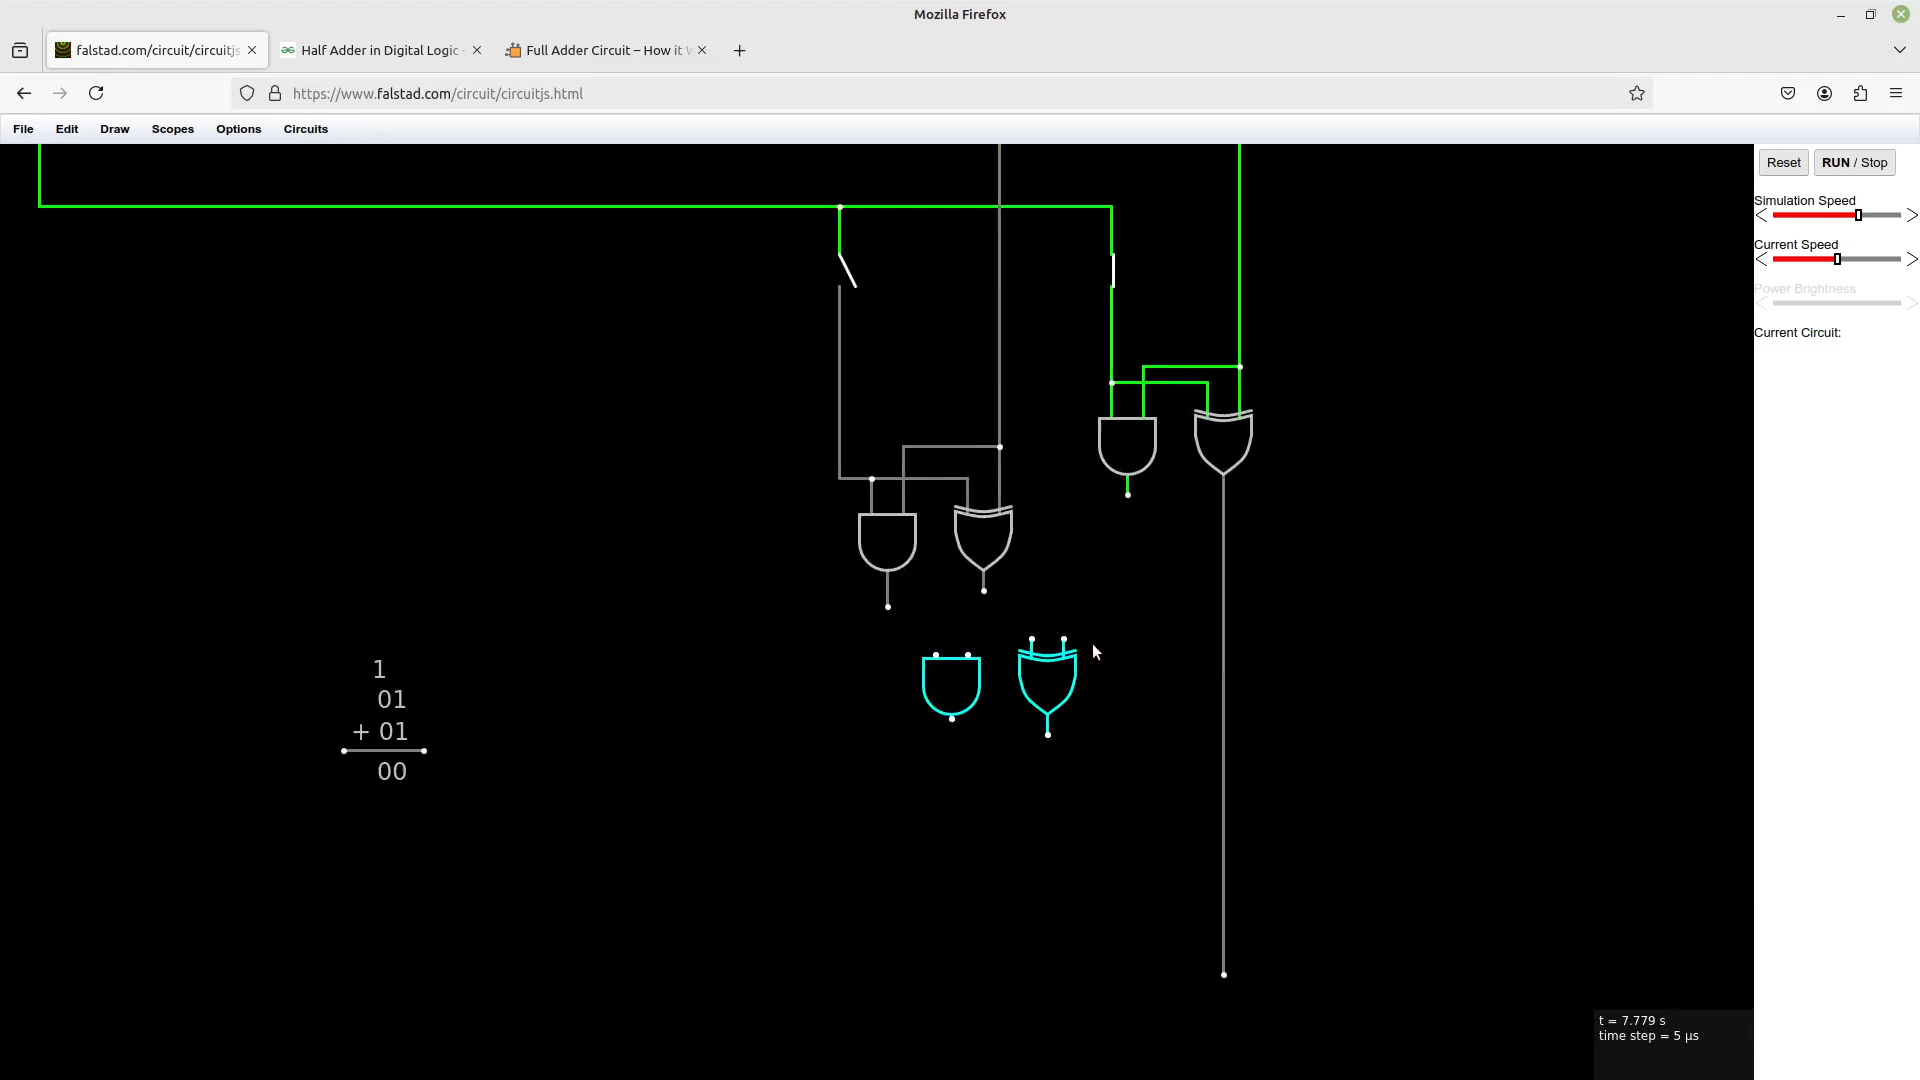 Mozilla Firefox
falstad.com/circuit/circuitjs
Half Adder in Digital Logic -
Full Adder Circuit – How it W
https://www.falstad.com/circuit/circuitjs.html
File Edit Draw Scopes Options Circuits
Reset RUN / Stop
Simulation Speed
Current Speed
Power Brightness
Current Circuit:
1
01
+ 01
00
t = 7.779 s
time step = 5 µs